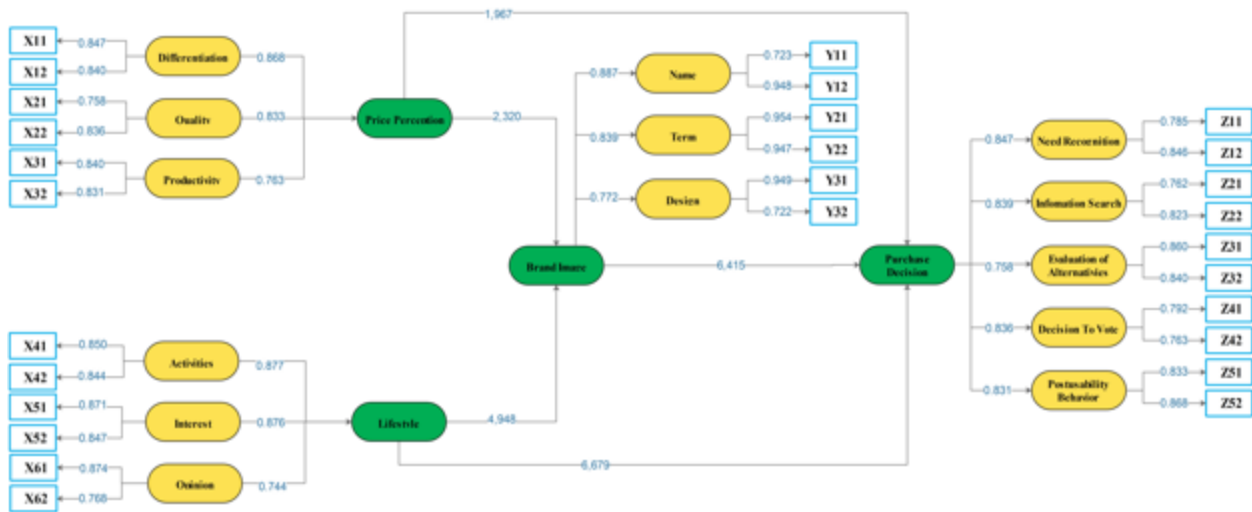 1,967
X11
0.847
Differentiation
0.868
X12
0.840
X21
0.758
Quality
0.833
X22
0.836
X31
0.840
Productivity
0.763
X32
0.831
Price Perception
2,320
0.887
Name
0.723
Y11
0.948
Y12
0.839
Term
0.954
Y21
0.947
Y22
0.772
Design
0.949
Y31
0.722
Y32
Brand Image
6,415
Purchase
Decision
0.847
Need Recornition
0.785
Z11
0.846
Z12
0.839
Infomation Search
0.762
Z21
0.823
Z22
0.758
Evaluation of
Alternativies
0.860
Z31
0.840
Z32
0.836
Decision To Vote
0.792
Z41
0.763
Z42
0.831
Postusability
Behavior
0.833
Z51
0.868
Z52
X41
0.850
Activities
0.877
X42
0.844
X51
0.871
Interest
0.876
X52
0.847
X61
0.874
Opinion
0.744
X62
0.768
Lifestyle
4,948
6,679